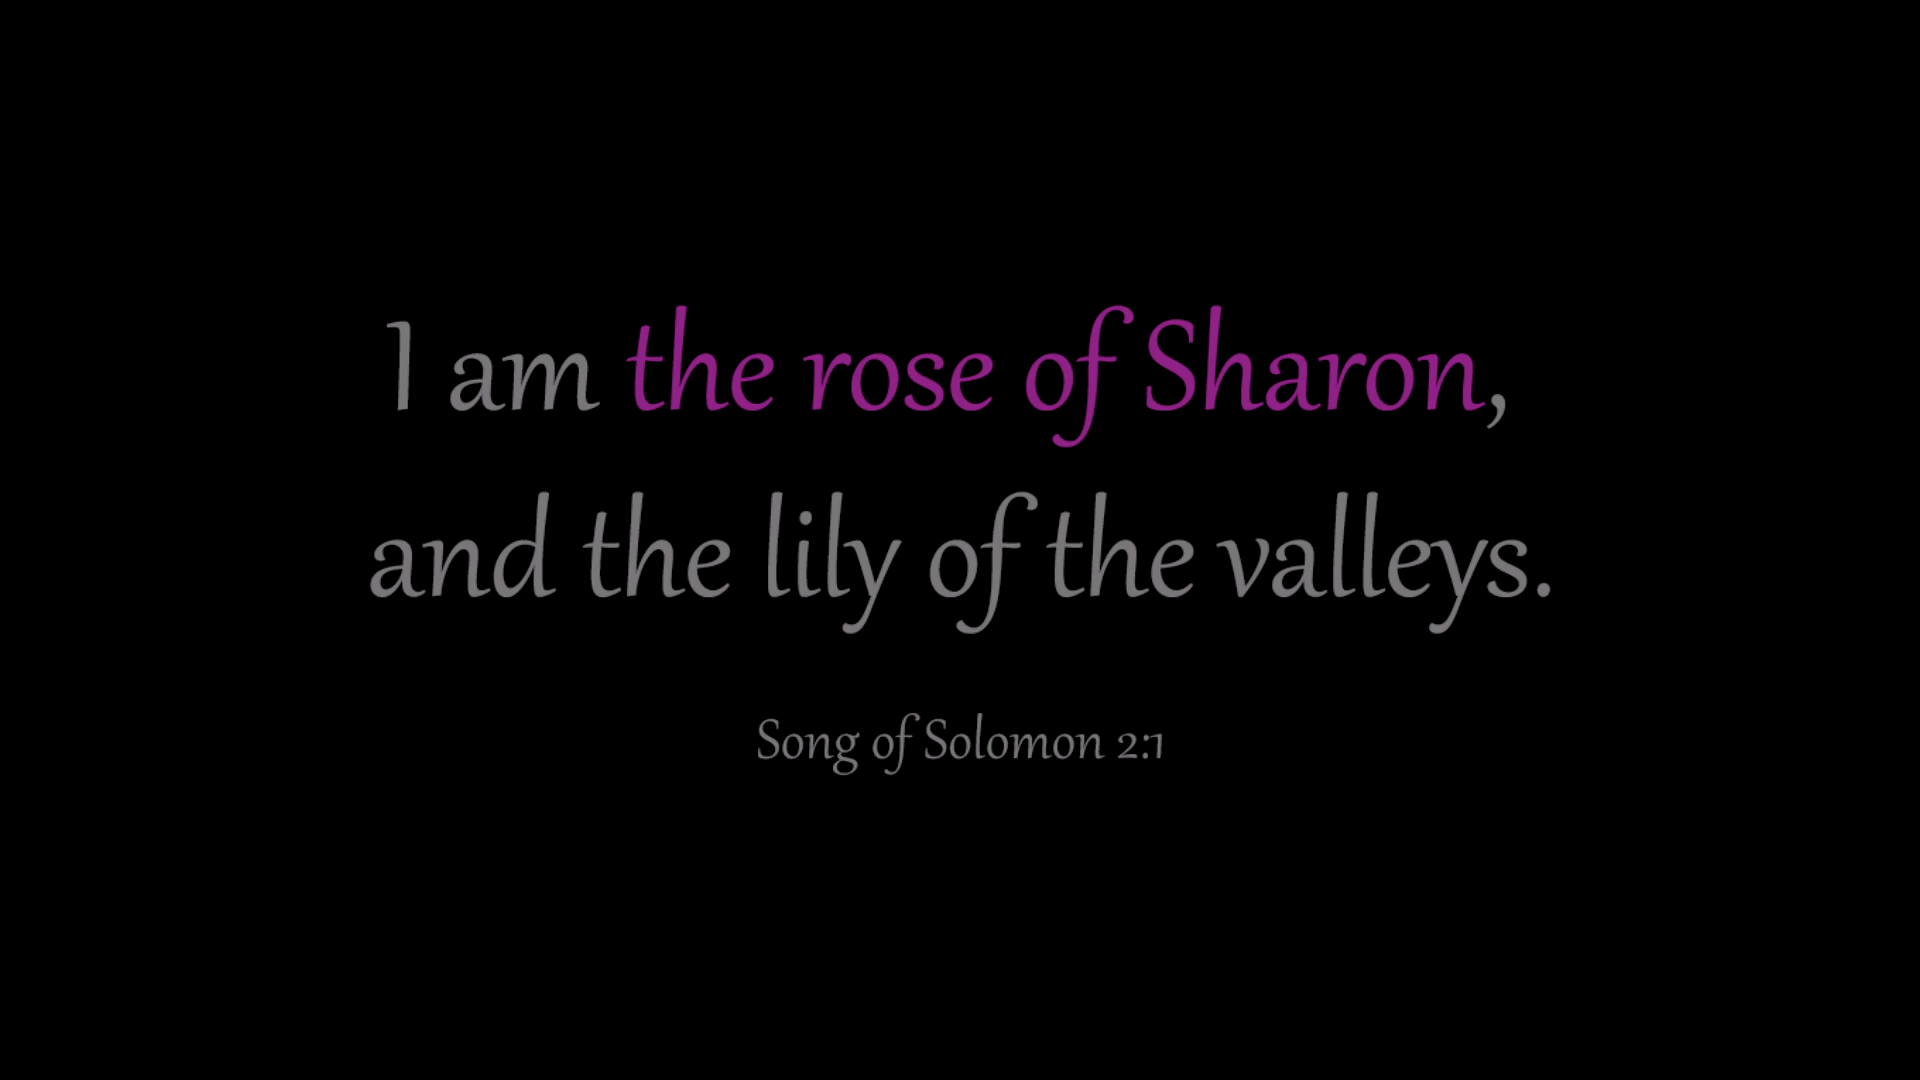 I am the rose of Sharon,
and the lily of the valleys.
Song of Solomon 2:1